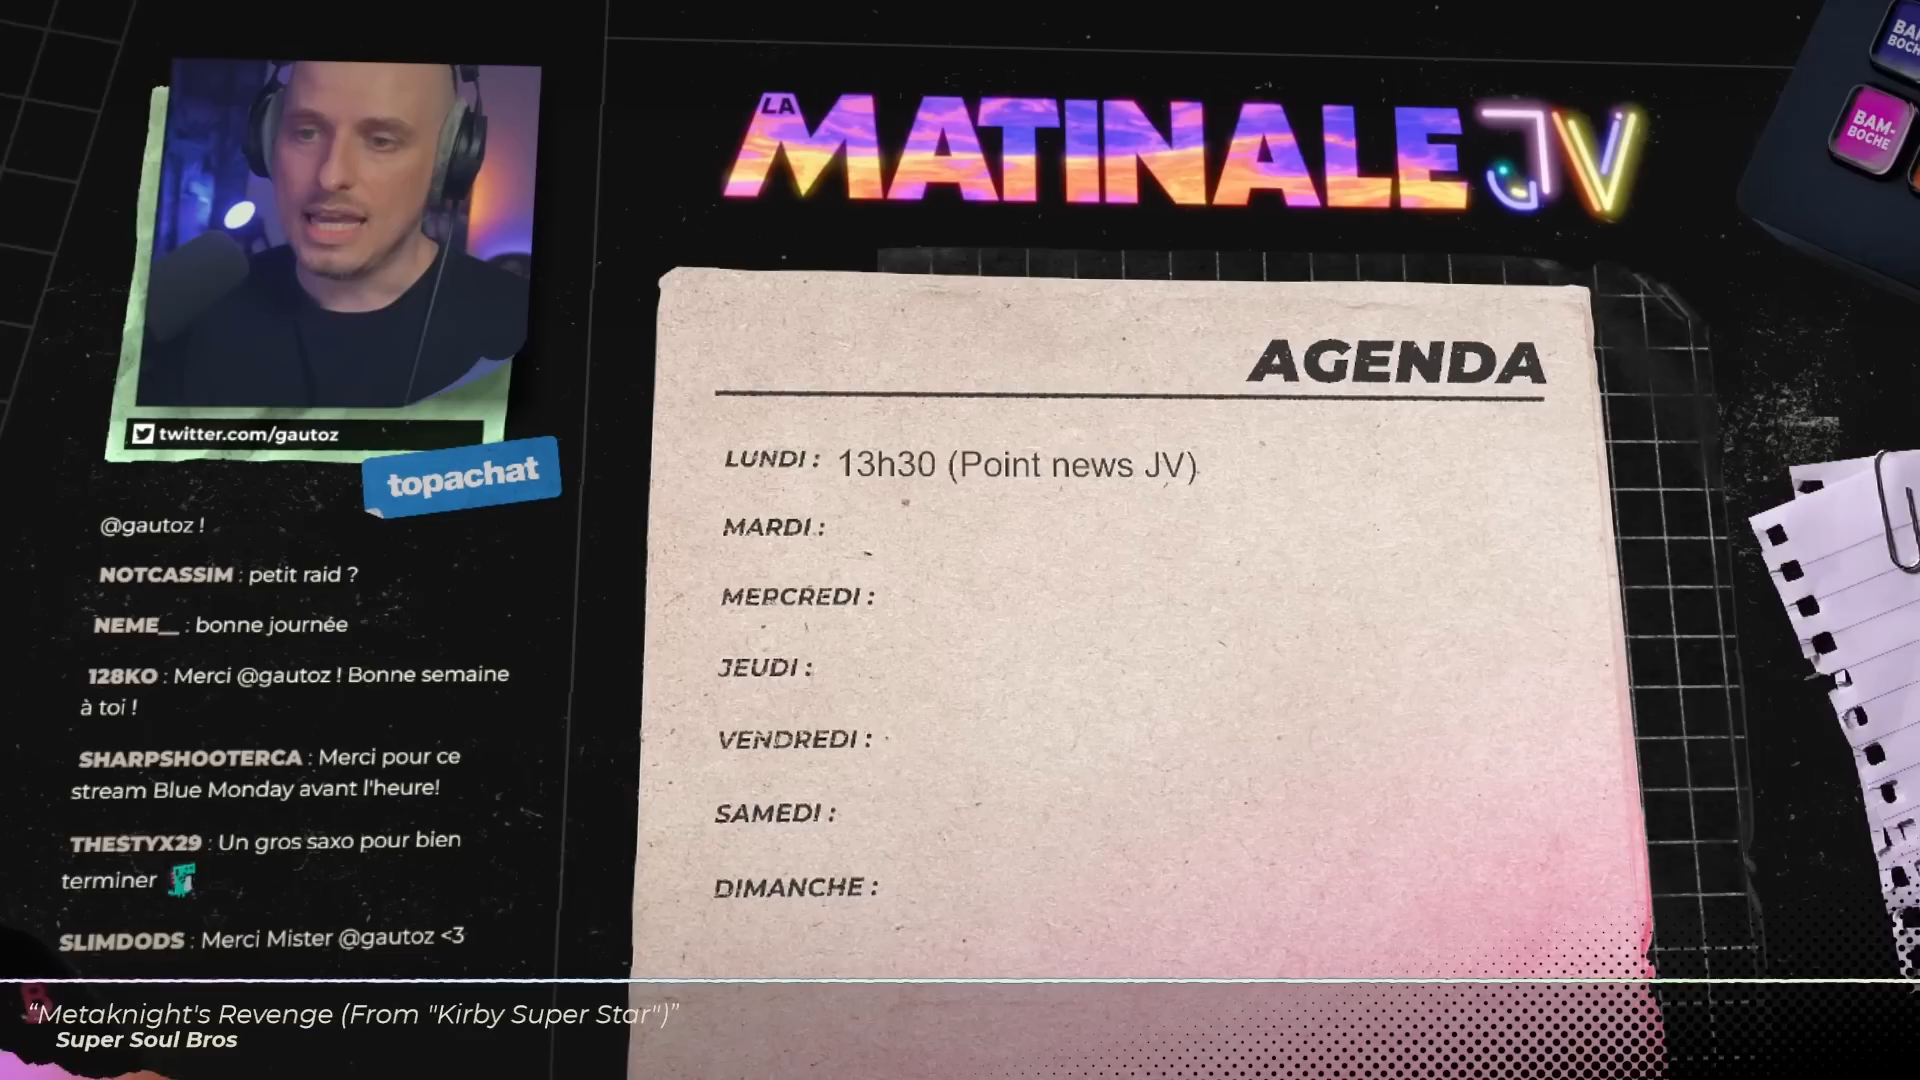 LA MATINALE JV
BAM-
BOCHE
twitter.com/gautoz
topachat
@gautoz !
NOTCASSIM : petit raid ?
NEME__ : bonne journée
128KO : Merci @gautoz ! Bonne semaine
à toi !
SHARPSHOOTERCA : Merci pour ce
stream Blue Monday avant l'heure!
THESTYX29 : Un gros saxo pour bien
terminer
SLIMDODS : Merci Mister @gautoz <3
AGENDA
LUNDI : 13h30 (Point news JV)
MARDI :
MERCREDI :
JEUDI :
VENDREDI :
SAMEDI :
DIMANCHE :
“Metaknight's Revenge (From "Kirby Super Star")”
Super Soul Bros